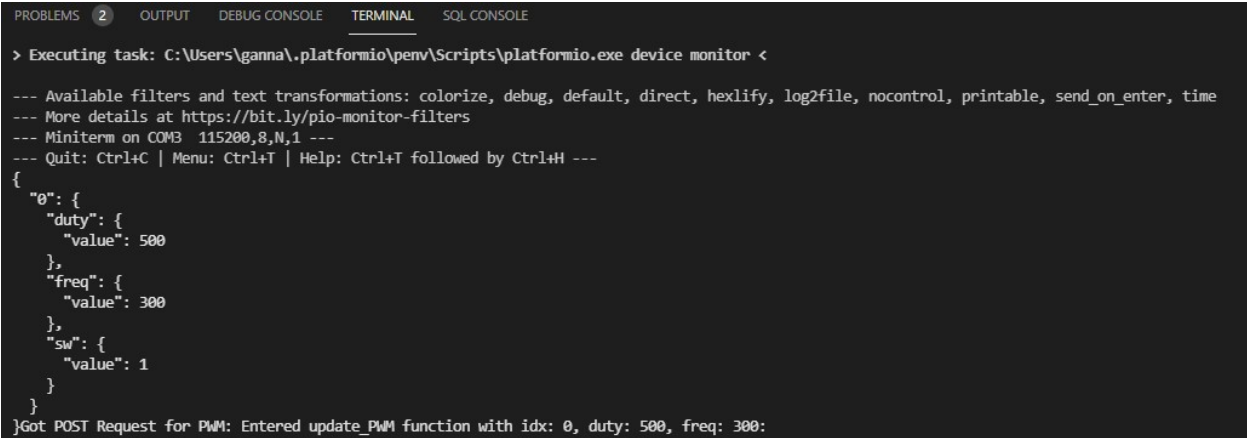 PROBLEMS 2 OUTPUT DEBUG CONSOLE TERMINAL SQL CONSOLE
> Executing task: C:\Users\ganna\.platformio\penv\Scripts\platformio.exe device monitor <
--- Available filters and text transformations: colorize, debug, default, direct, hexlify, log2file, nocontrol, printable, send_on_enter, time
--- More details at https://bit.ly/pio-monitor-filters
--- Miniterm on COM3  115200,8,N,1 ---
--- Quit: Ctrl+C | Menu: Ctrl+T | Help: Ctrl+T followed by Ctrl+H ---
{
  "0": {
    "duty": {
      "value": 500
    },
    "freq": {
      "value": 300
    },
    "sw": {
      "value": 1
    }
  }
}Got POST Request for PWM: Entered update_PWM function with idx: 0, duty: 500, freq: 300: